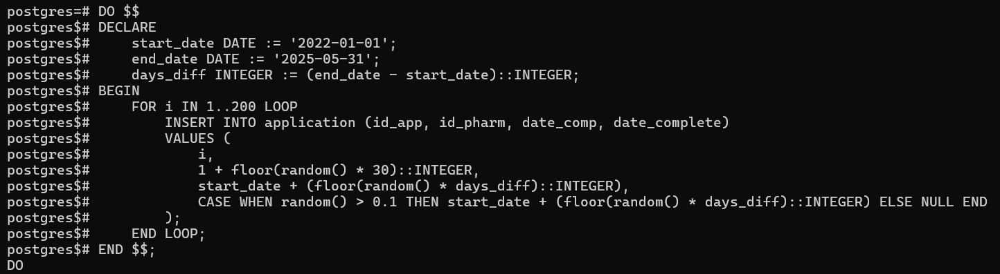 postgres=# DO $$
postgres$# DECLARE
postgres$#     start_date DATE := '2022-01-01';
postgres$#     end_date DATE := '2025-05-31';
postgres$#     days_diff INTEGER := (end_date - start_date)::INTEGER;
postgres$# BEGIN
postgres$#     FOR i IN 1..200 LOOP
postgres$#         INSERT INTO application (id_app, id_pharm, date_comp, date_complete)
postgres$#         VALUES (
postgres$#             i,
postgres$#             1 + floor(random() * 30)::INTEGER,
postgres$#             start_date + (floor(random() * days_diff)::INTEGER),
postgres$#             CASE WHEN random() > 0.1 THEN start_date + (floor(random() * days_diff)::INTEGER) ELSE NULL END
postgres$#         );
postgres$#     END LOOP;
postgres$# END $$;
DO